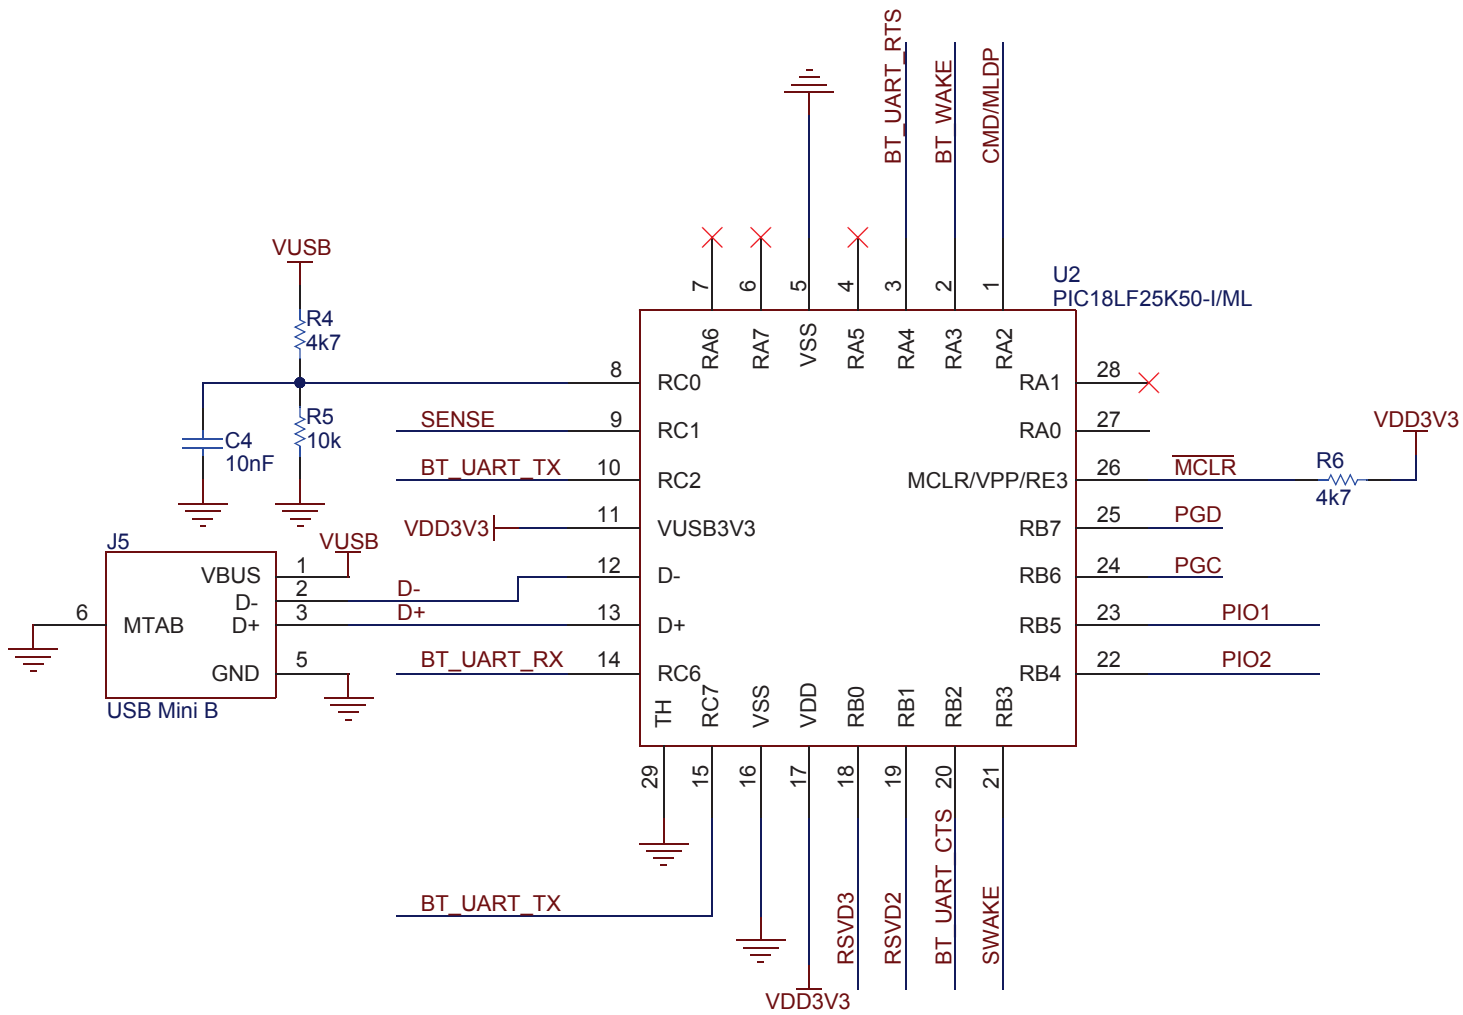 BT_UART_RTS
BT_WAKE
CMD/MLDP
VUSB
R4
4k7
R5
10k
C4
10nF
7
6
5
4
3
2
1
U2
PIC18LF25K50-I/ML
RA6
RA7
VSS
RA5
RA4
RA3
RA2
8
RC0
RA1
28
SENSE
9
RC1
RA0
27
VDD3V3
BT_UART_TX
10
RC2
MCLR/VPP/RE3
26
MCLR
R6
4k7
VDD3V3
11
VUSB3V3
RB7
25
PGD
J5
VUSB
VBUS
1
12
D-
RB6
24
PGC
D-
2
D-
6
MTAB
D+
3
D+
13
D+
RB5
23
PIO1
GND
5
BT_UART_RX
14
RC6
RB4
22
PIO2
USB Mini B
TH
RC7
VSS
VDD
RB0
RB1
RB2
RB3
29
15
16
17
18
19
20
21
BT_UART_TX
RSVD3
RSVD2
BT_UART_CTS
SWAKE
VDD3V3